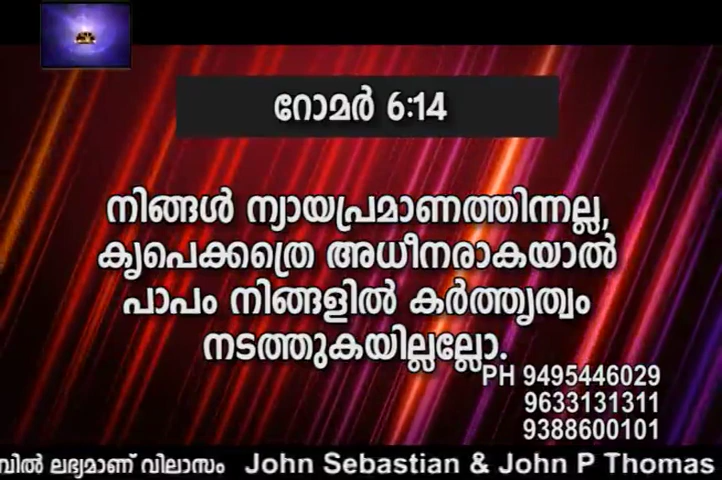 റോമർ 6:14
നിങ്ങൾ ന്യായപ്രമാണത്തിന്നല്ല,
കൃപെക്കത്രെ അധീനരാകയാൽ
പാപം നിങ്ങളിൽ കർത്തൃത്വം
നടത്തുകയില്ലല്ലോ.
PH 9495446029
9633131311
9388600101
ലഭ്യമാണ് വിലാസം John Sebastian & John P Thomas